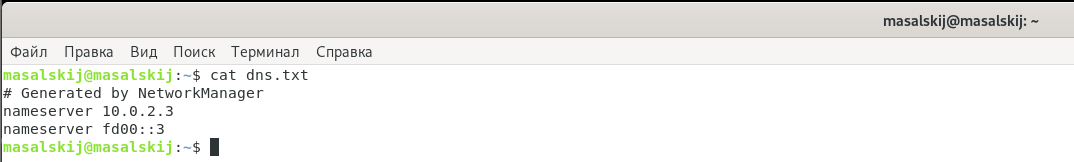 masalskij@masalskij: ~
Файл Правка Вид Поиск Терминал Справка
masalskij@masalskij:~$ cat dns.txt
# Generated by NetworkManager
nameserver 10.0.2.3
nameserver fd00::3
masalskij@masalskij:~$